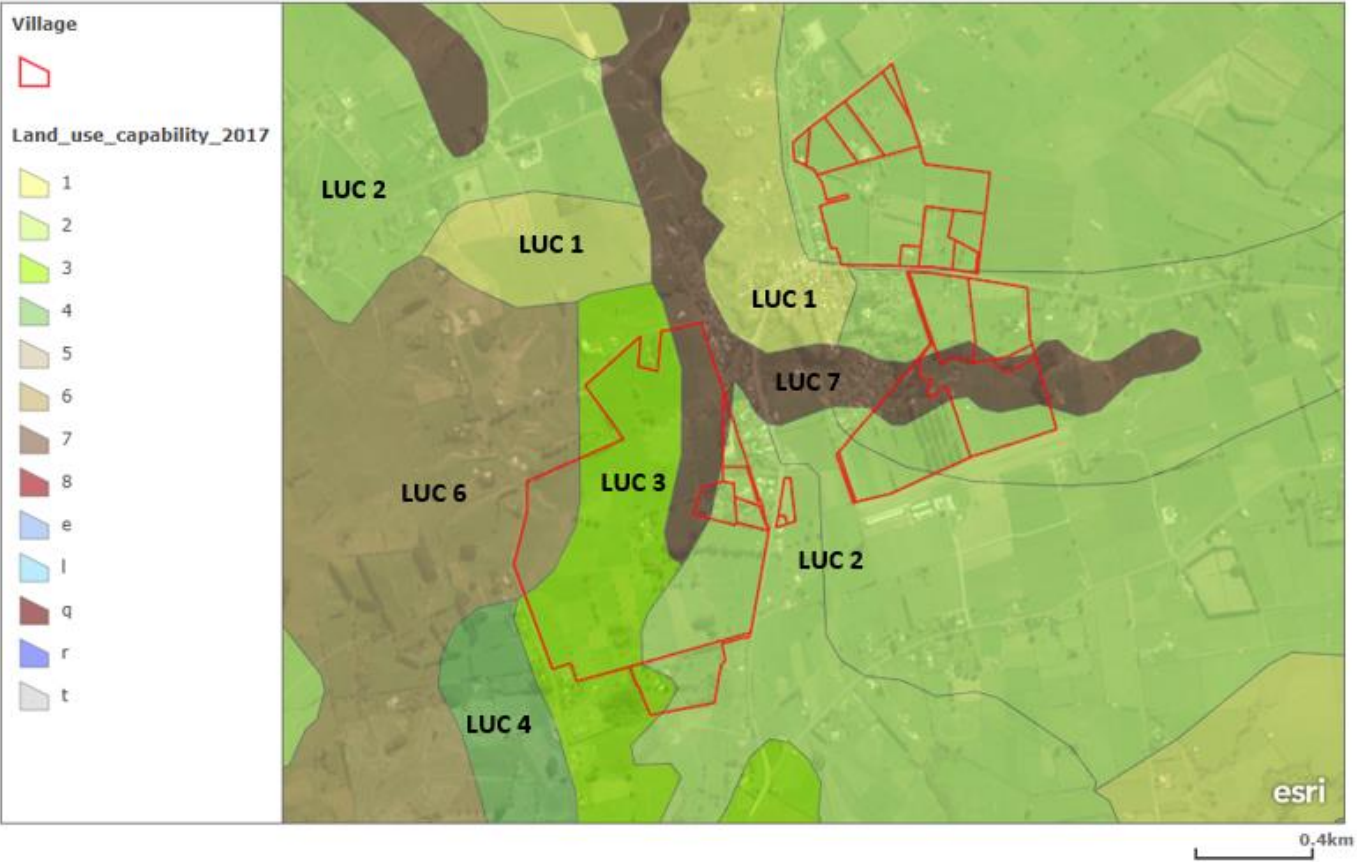 Village
Land_use_capability_2017
1
2
3
4
5
6
7
8
e
l
q
r
t
LUC 2
LUC 1
LUC 1
LUC 7
LUC 3
LUC 6
LUC 2
LUC 4
esri
0.4km